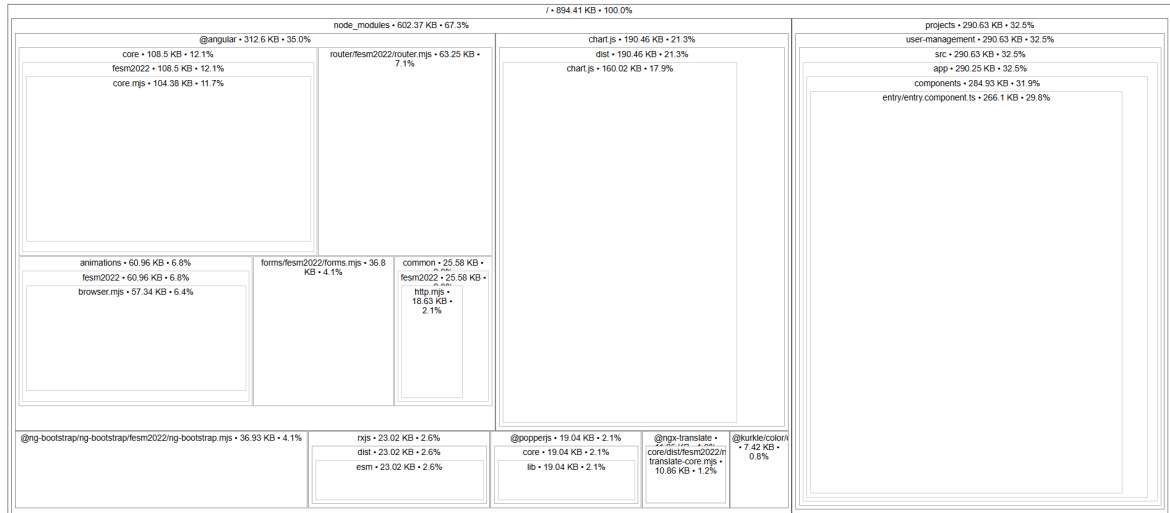 / • 894.41 KB • 100.0%
node_modules • 602.37 KB • 67.3%
projects • 290.63 KB • 32.5%
@angular • 312.6 KB • 35.0%
chart.js • 190.46 KB • 21.3%
user-management • 290.63 KB • 32.5%
core • 108.5 KB • 12.1%
router/fesm2022/router.mjs • 63.25 KB •
7.1%
dist • 190.46 KB • 21.3%
src • 290.63 KB • 32.5%
fesm2022 • 108.5 KB • 12.1%
chart.js • 160.02 KB • 17.9%
app • 290.25 KB • 32.5%
core.mjs • 104.38 KB • 11.7%
components • 284.93 KB • 31.9%
entry/entry.component.ts • 266.1 KB • 29.8%
animations • 60.96 KB • 6.8%
forms/fesm2022/forms.mjs • 36.8
KB • 4.1%
common • 25.58 KB •
fesm2022 • 60.96 KB • 6.8%
fesm2022 • 25.58 KB •
browser.mjs • 57.34 KB • 6.4%
http.mjs •
18.63 KB •
2.1%
@ng-bootstrap/ng-bootstrap/fesm2022/ng-bootstrap.mjs • 36.93 KB • 4.1%
rxjs • 23.02 KB • 2.6%
@popperjs • 19.04 KB • 2.1%
@ngx-translate •
@kurkle/color/
• 7.42 KB •
0.8%
dist • 23.02 KB • 2.6%
core • 19.04 KB • 2.1%
core/dist/fesm2022/
translate-core.mjs •
10.86 KB • 1.2%
esm • 23.02 KB • 2.6%
lib • 19.04 KB • 2.1%